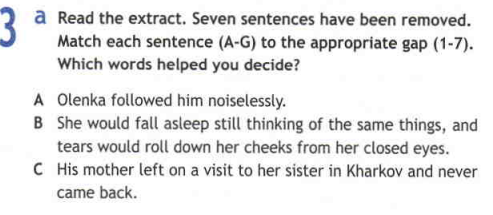 3 a Read the extract. Seven sentences have been removed.
Match each sentence (A-G) to the appropriate gap (1-7).
Which words helped you decide?
A Olenka followed him noiselessly.
B She would fall asleep still thinking of the same things, and
tears would roll down her cheeks from her closed eyes.
C His mother left on a visit to her sister in Kharkov and never
came back.